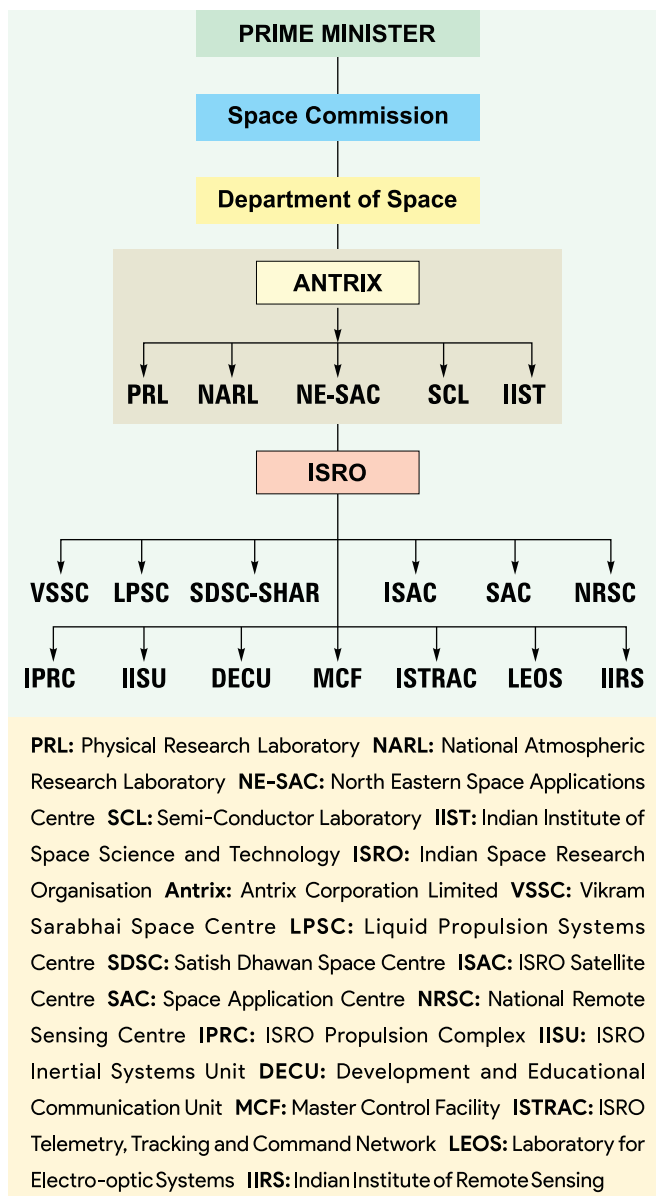 PRIME MINISTER
Space Commission
Department of Space
ANTRIX
PRL NARL NE-SAC SCL IIST
ISRO
VSSC LPSC SDSC-SHAR ISAC SAC NRSC
IPRC IISU DECU MCF ISTRAC LEOS IIRS
PRL: Physical Research Laboratory NARL: National Atmospheric
Research Laboratory NE-SAC: North Eastern Space Applications
Centre SCL: Semi-Conductor Laboratory IIST: Indian Institute of
Space Science and Technology ISRO: Indian Space Research
Organisation Antrix: Antrix Corporation Limited VSSC: Vikram
Sarabhai Space Centre LPSC: Liquid Propulsion Systems
Centre SDSC: Satish Dhawan Space Centre ISAC: ISRO Satellite
Centre SAC: Space Application Centre NRSC: National Remote
Sensing Centre IPRC: ISRO Propulsion Complex IISU: ISRO
Inertial Systems Unit DECU: Development and Educational
Communication Unit MCF: Master Control Facility ISTRAC: ISRO
Telemetry, Tracking and Command Network LEOS: Laboratory for
Electro-optic Systems IIRS: Indian Institute of Remote Sensing